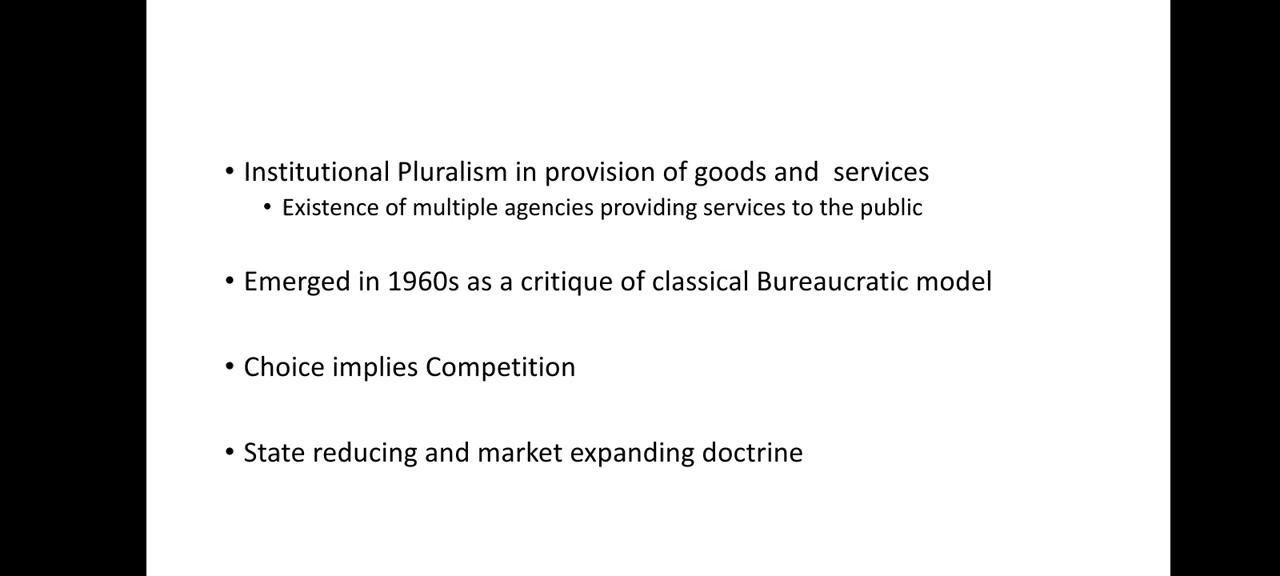 • Institutional Pluralism in provision of goods and  services
• Existence of multiple agencies providing services to the public
• Emerged in 1960s as a critique of classical Bureaucratic model
• Choice implies Competition
• State reducing and market expanding doctrine